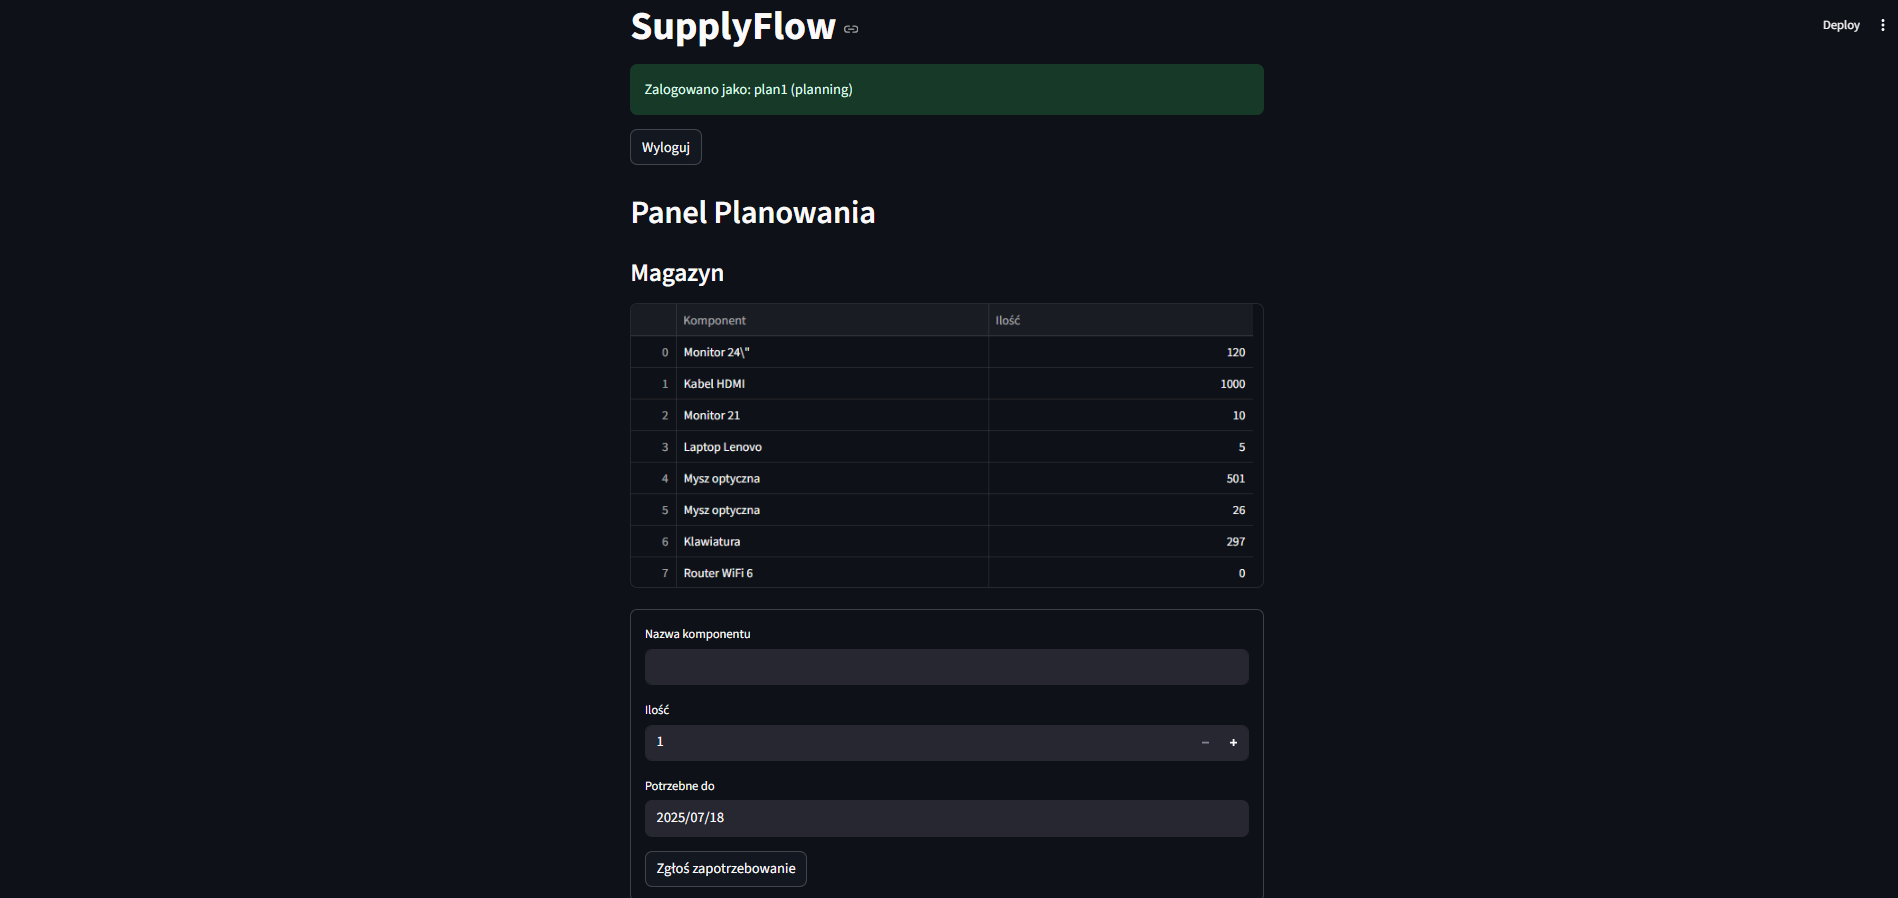 SupplyFlow
Deploy
Zalogowano jako: plan1 (planning)
Wyloguj
Panel Planowania
Magazyn
Komponent Ilość
0 Monitor 24\" 120
1 Kabel HDMI 1000
2 Monitor 21 10
3 Laptop Lenovo 5
4 Mysz optyczna 501
5 Mysz optyczna 26
6 Klawiatura 297
7 Router WiFi 6 0
Nazwa komponentu
Ilość
1 − +
Potrzebne do
2025/07/18
Zgłoś zapotrzebowanie